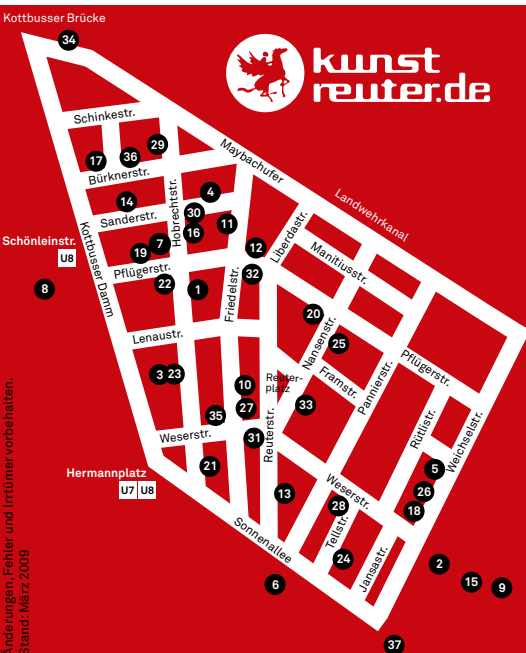 Kottbusser Brücke
34
kunst
reuter.de
Schinkestr.
29
17
36
Bürknerstr.
Maybachufer
Landwehrkanal
14
4
Hobrechtstr.
Sanderstr.
30
11
16
Kottbusser Damm
Schönleinstr.
U8
19
7
12
Liberdastr.
Manitiusstr.
Pflügerstr.
32
8
22
1
Friedelstr.
20
Nansenstr.
25
Lenaustr.
Pflügerstr.
3
23
10
Reuter-
platz
Framstr.
Pannierstr.
27
33
35
Reuterstr.
Rütlistr.
Weichselstr.
Weserstr.
31
Hermannplatz
U7
U8
21
5
26
18
13
Weserstr.
28
Tellstr.
24
Jansastr.
Sonnenallee
2
6
15
9
37
Änderungen, Fehler und Irrtümer vorbehalten.
Stand: März 2009